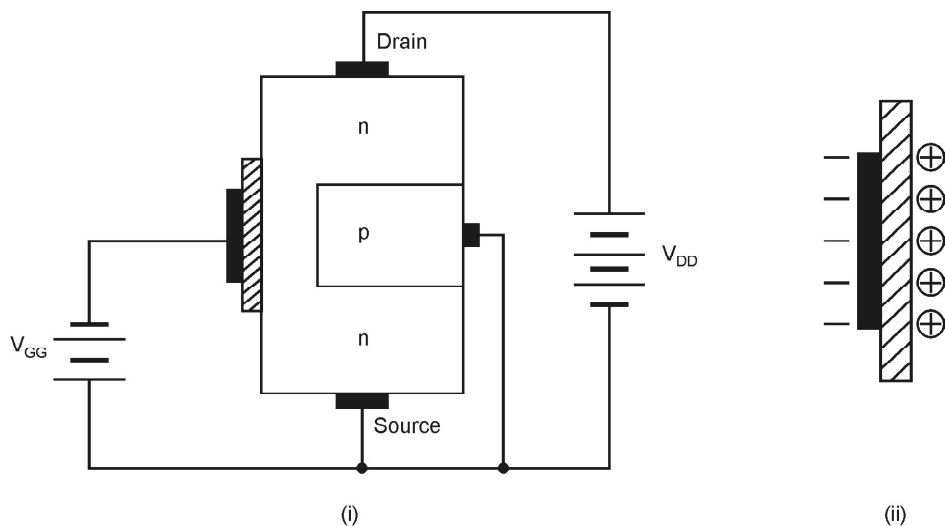 Drain
n
p
n
V_GG
V_DD
Source
(i)
(ii)